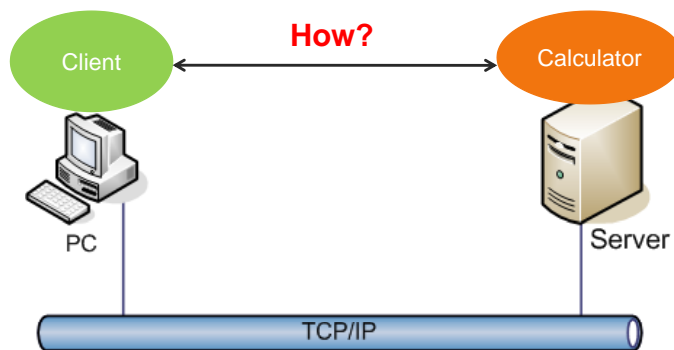 How?
Client
Calculator
PC
Server
TCP/IP